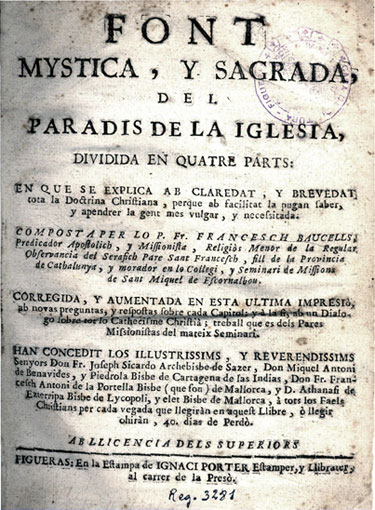 FONT
MYSTICA, Y SAGRADA,
DEL
PARADIS DE LA IGLESIA,
DIVIDIDA EN QUATRE PARTS:
EN QUE SE EXPLICA AB CLAREDAT, Y BREVEDAT
tota la Doctrina Christiana, perque ab facilitat la pugan saber,
y apendrer la gent mes vulgar, y necessitada.
COMPOSTA PER LO P. Fr. FRANCESCH BAUCELLS,
Predicador Apostolich, y Missionista, Religiòs Menor de la Regular
Observancia del Serafich Pare Sant Francesch, fill de la Provincia
de Cathalunya, y morador en lo Collegi, y Seminari de Missions
de Sant Miquel de Escornalbou.
CORREGIDA, Y AUMENTADA EN ESTA ULTIMA IMPRESIÒ,
ab novas preguntas, y respostas sobre cada Capitol; y à la fi, ab un Dialo-
go sobre tot lo Cathecisme Christià; treball que es dels Pares
Missionistas del mateix Seminari.
HAN CONCEDIT LOS ILLUSTRISSIMS, Y REVERENDISSIMS
Senyors Don Fr. Joseph Sicardo Archebisbe de Sazer, Don Miquel Antoni
de Benavides, y Piedrola Bisbe de Cartagena de las Indias, Don Fr. Fran-
cesch Antoni de la Portella Bisbe (que fon) de Mallorca, y D. Athanasi de
Exterripa Bisbe de Lycopoli, y elet Bisbe de Mallorca, à tots los Faels
Christians per cada vegada que llegiràn en aquest Llibre, ò llegir
ohiràn, 40. dias de Perdò.
AB LLICENCIA DELS SUPERIORS
FIGUERAS: En la Estampa de IGNACI PORTER Estamper, y Llibrater,
al carrer de la Presò.
Reg. 3281